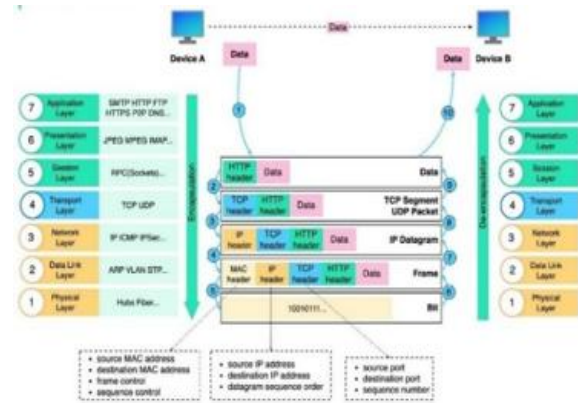 Data
Device A
Device B
Data
Data
1
10
7
Application
Layer
SMTP HTTP FTP
HTTPS P2P DNS...
6
Presentation
Layer
JPEG MPEG IMAP...
5
Session
Layer
RPC(Sockets)...
4
Transport
Layer
TCP UDP
3
Network
Layer
IP ICMP IPSec...
2
Data Link
Layer
ARP VLAN STP...
1
Physical
Layer
Hubs Fiber...
Encapsulation
HTTP
header
Data
Data
2
9
TCP
header
HTTP
header
Data
TCP Segment
UDP Packet
3
8
IP
header
TCP
header
HTTP
header
Data
IP Datagram
4
7
MAC
header
IP
header
TCP
header
HTTP
header
Data
Frame
5
6
10010111...
Bit
De-encapsulation
7
Application
Layer
6
Presentation
Layer
5
Session
Layer
4
Transport
Layer
3
Network
Layer
2
Data Link
Layer
1
Physical
Layer
• source MAC address
• destination MAC address
• frame control
• sequence control
• source IP address
• destination IP address
• datagram sequence order
• source port
• destination port
• sequence number